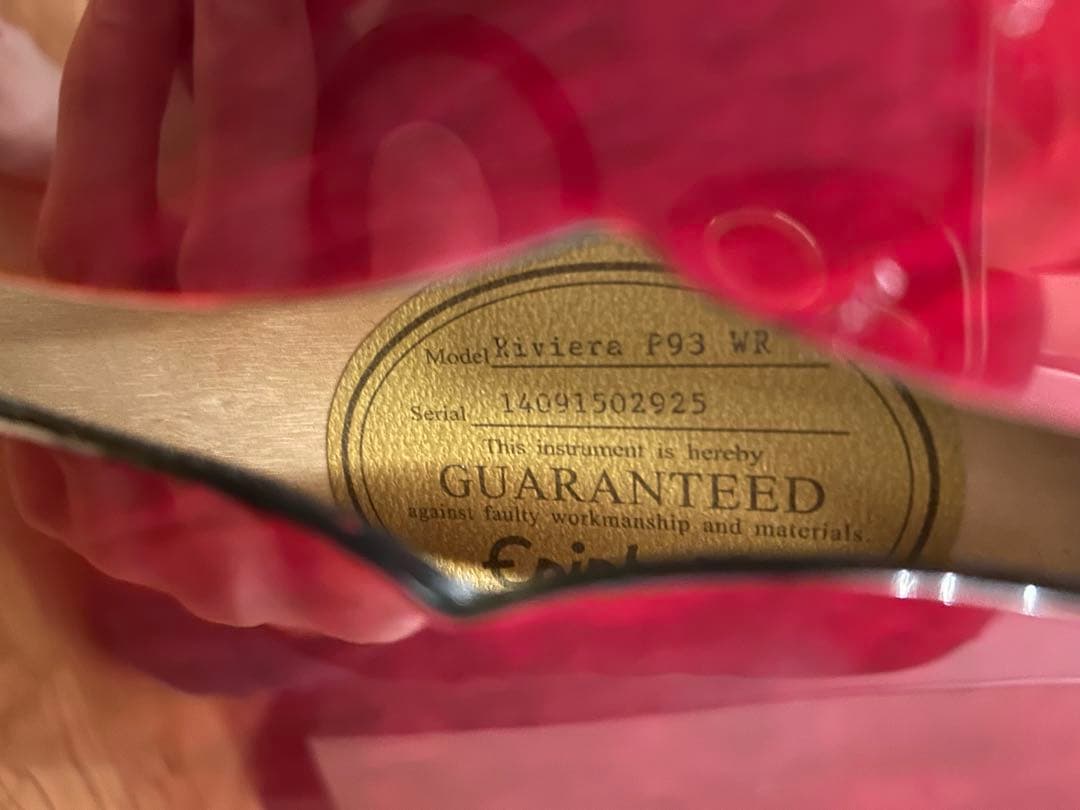 Model Riviera P93 WR
Serial 14091502925
This instrument is hereby
GUARANTEED
against faulty workmanship and materials.